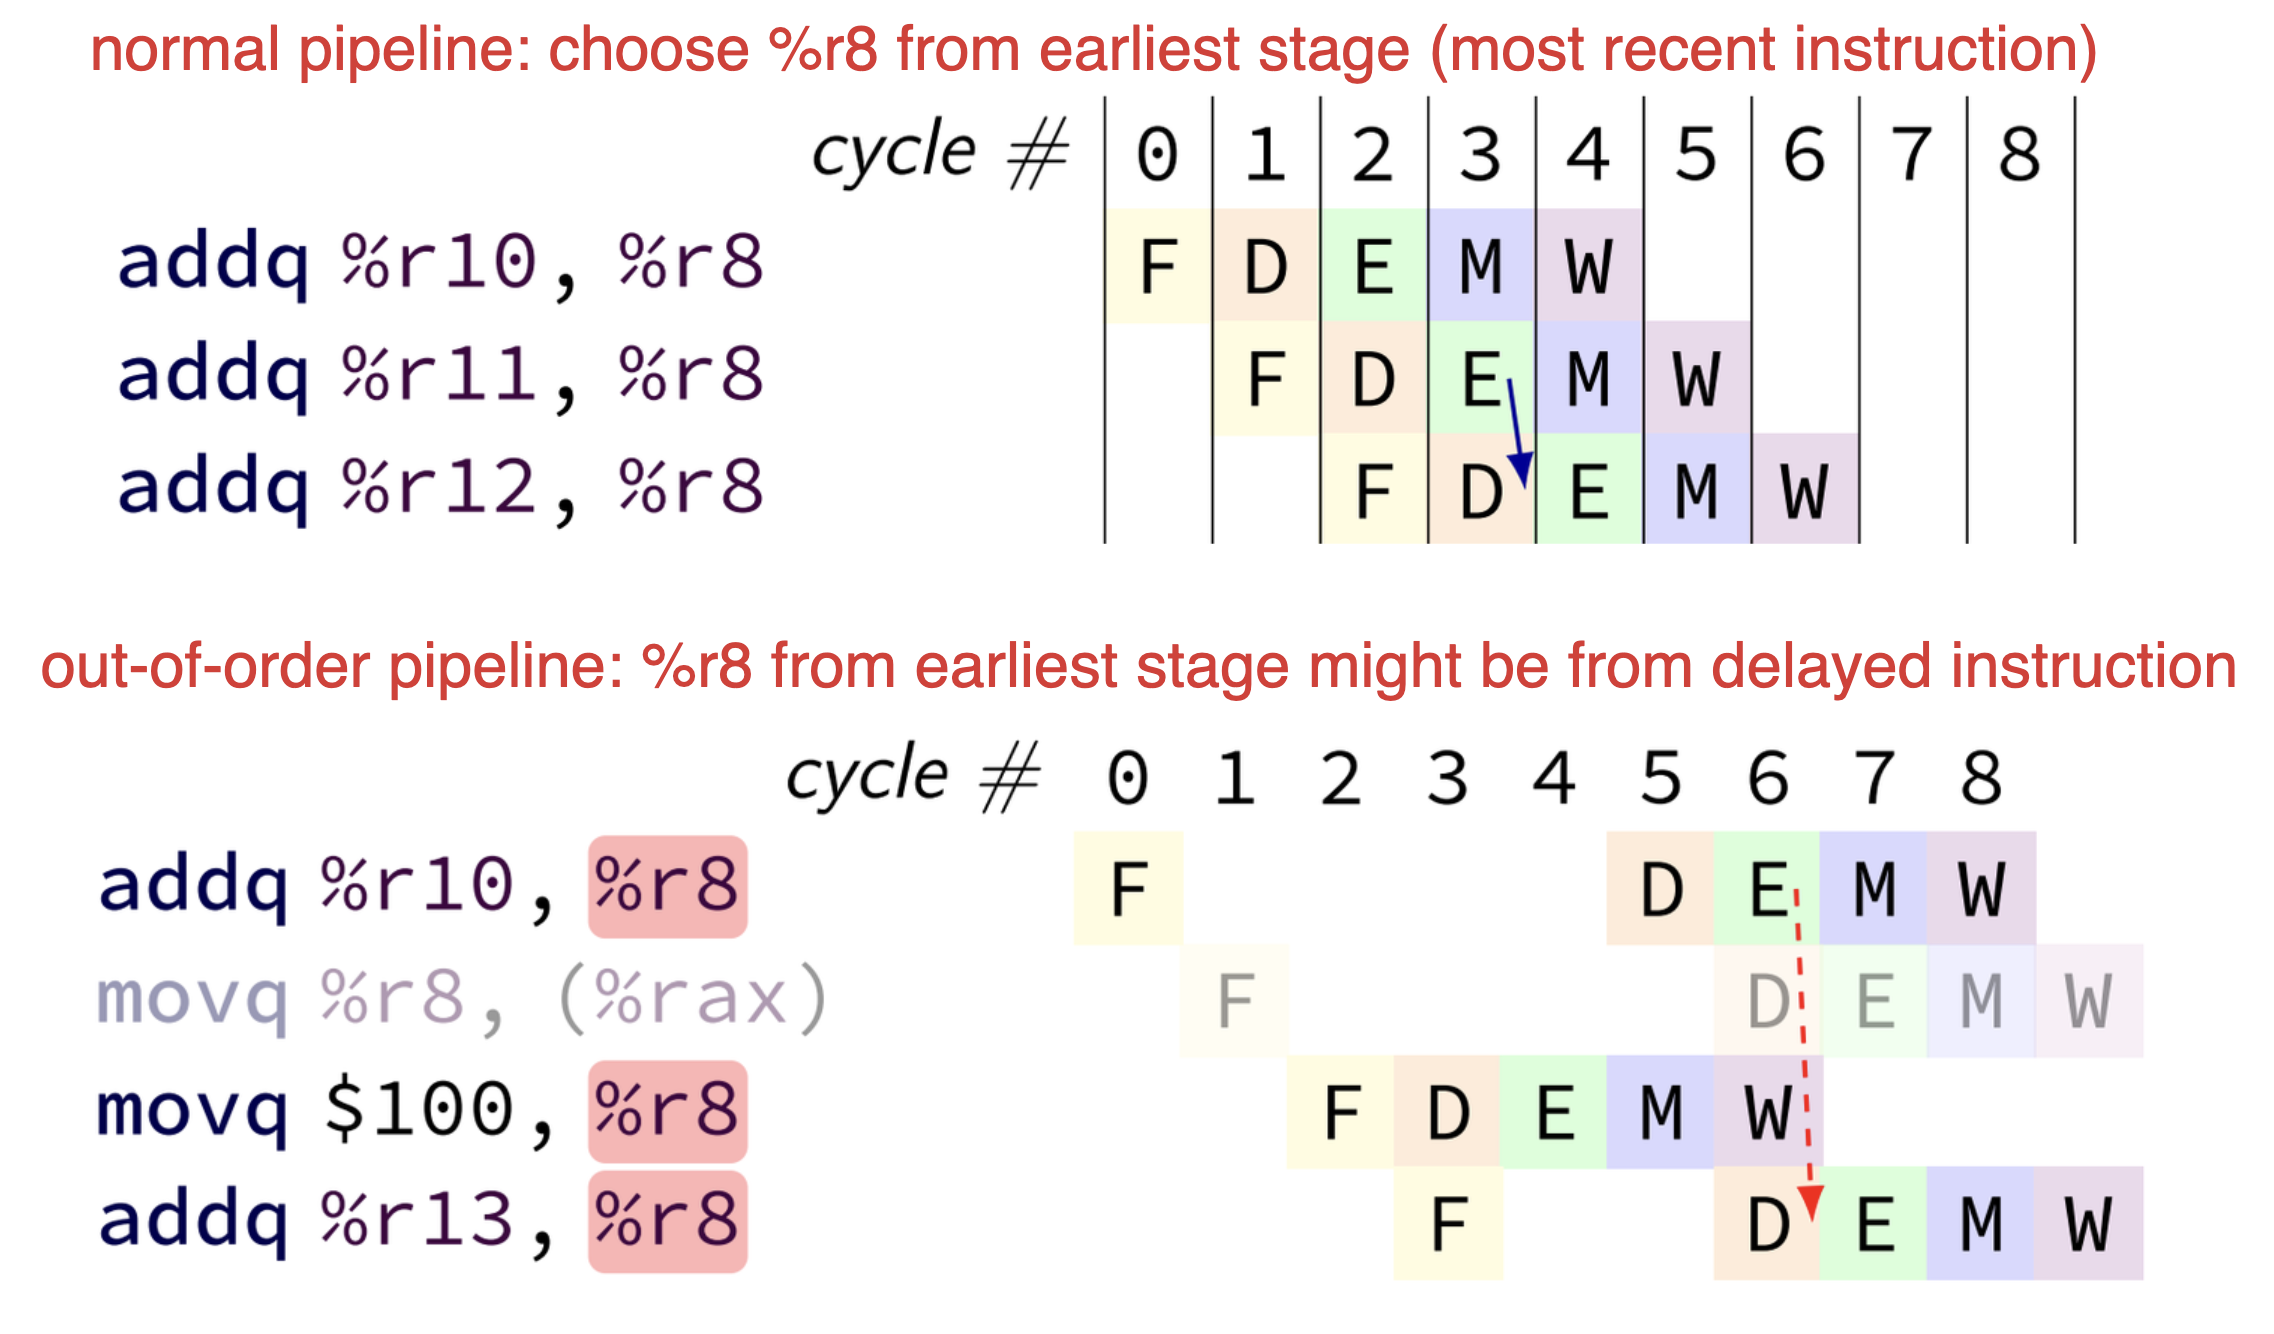 normal pipeline: choose %r8 from earliest stage (most recent instruction)
cycle # 0 1 2 3 4 5 6 7 8
addq %r10, %r8 F D E M W
addq %r11, %r8 F D E M W
addq %r12, %r8 F D E M W
out-of-order pipeline: %r8 from earliest stage might be from delayed instruction
cycle # 0 1 2 3 4 5 6 7 8
addq %r10, %r8 F D E M W
movq %r8, (%rax) F D E M W
movq $100, %r8 F D E M W
addq %r13, %r8 F D E M W